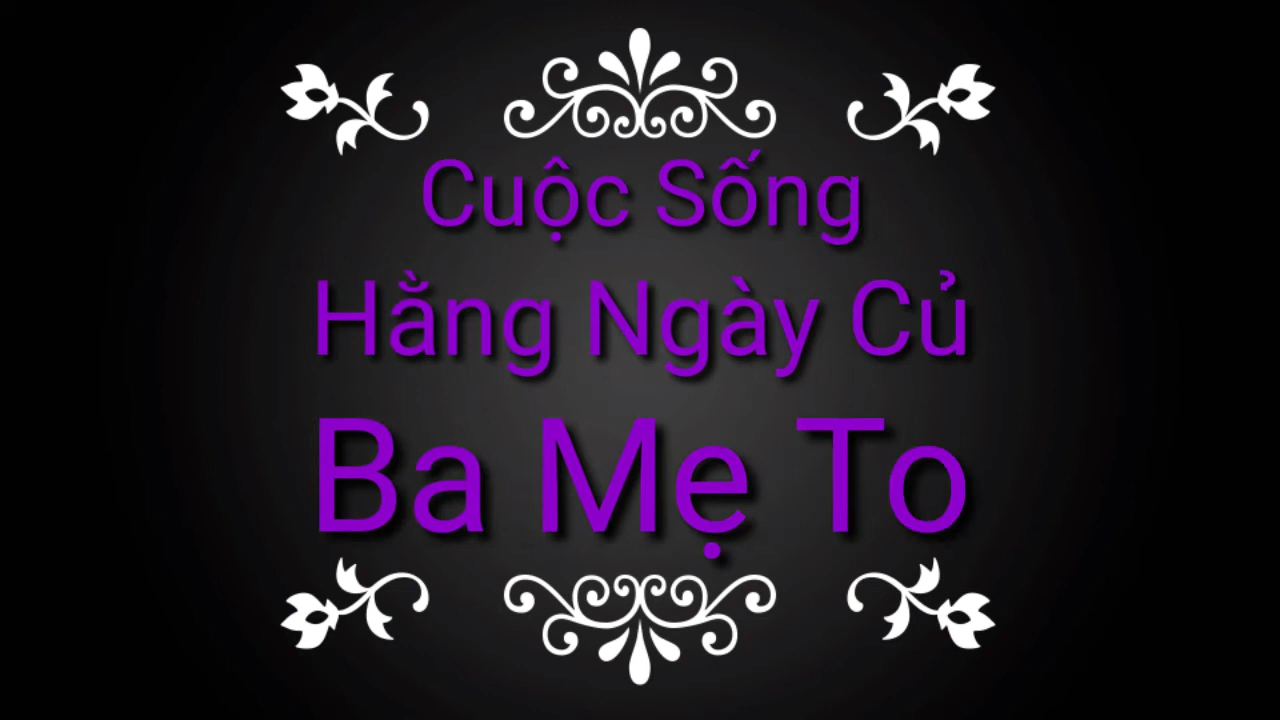 Cuộc Sống
Hằng Ngày Củ
Ba Mẹ To